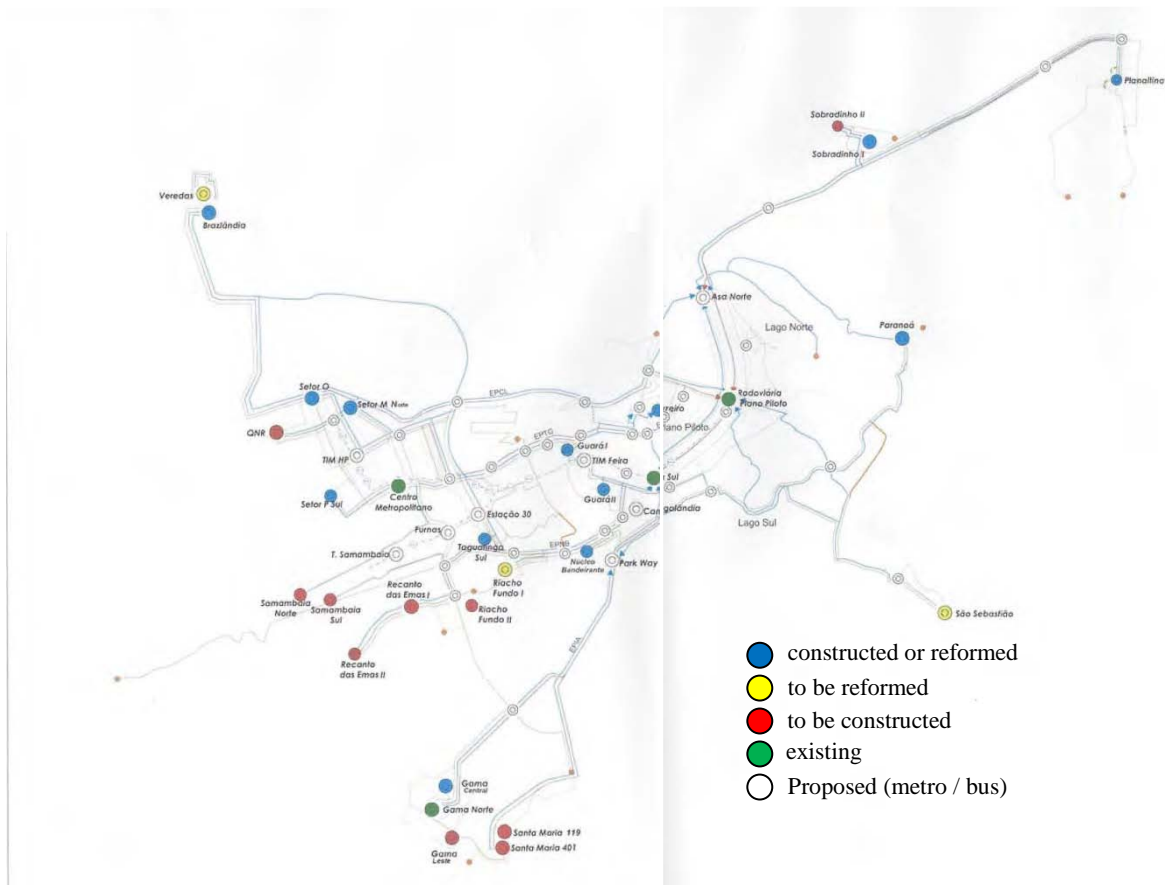 Planaltina
Sobradinho II
Sobradinho I
Veredas
Brazlândia
Asa Norte
Lago Norte
Paranoá
Setor O
Setor M Norte
EPCL
Rodoviária
Plano Piloto
QNR
EPTG
Guará I
TIM HP
TIM Feira
Setor P Sul
Centro
Metropolitano
Guará II
Sul
Estação 30
Lago Sul
Furnas
Taguatinga
Sul
EPNB
T. Samambaia
Núcleo
Bandeirante
Park Way
Riacho
Fundo I
Samambaia
Norte
Samambaia
Sul
Recanto
das Emas I
Riacho
Fundo II
São Sebastião
Recanto
das Emas II
EPIA
constructed or reformed
to be reformed
to be constructed
existing
Proposed (metro / bus)
Gama
Central
Gama Norte
Gama
Leste
Santa Maria 119
Santa Maria 401